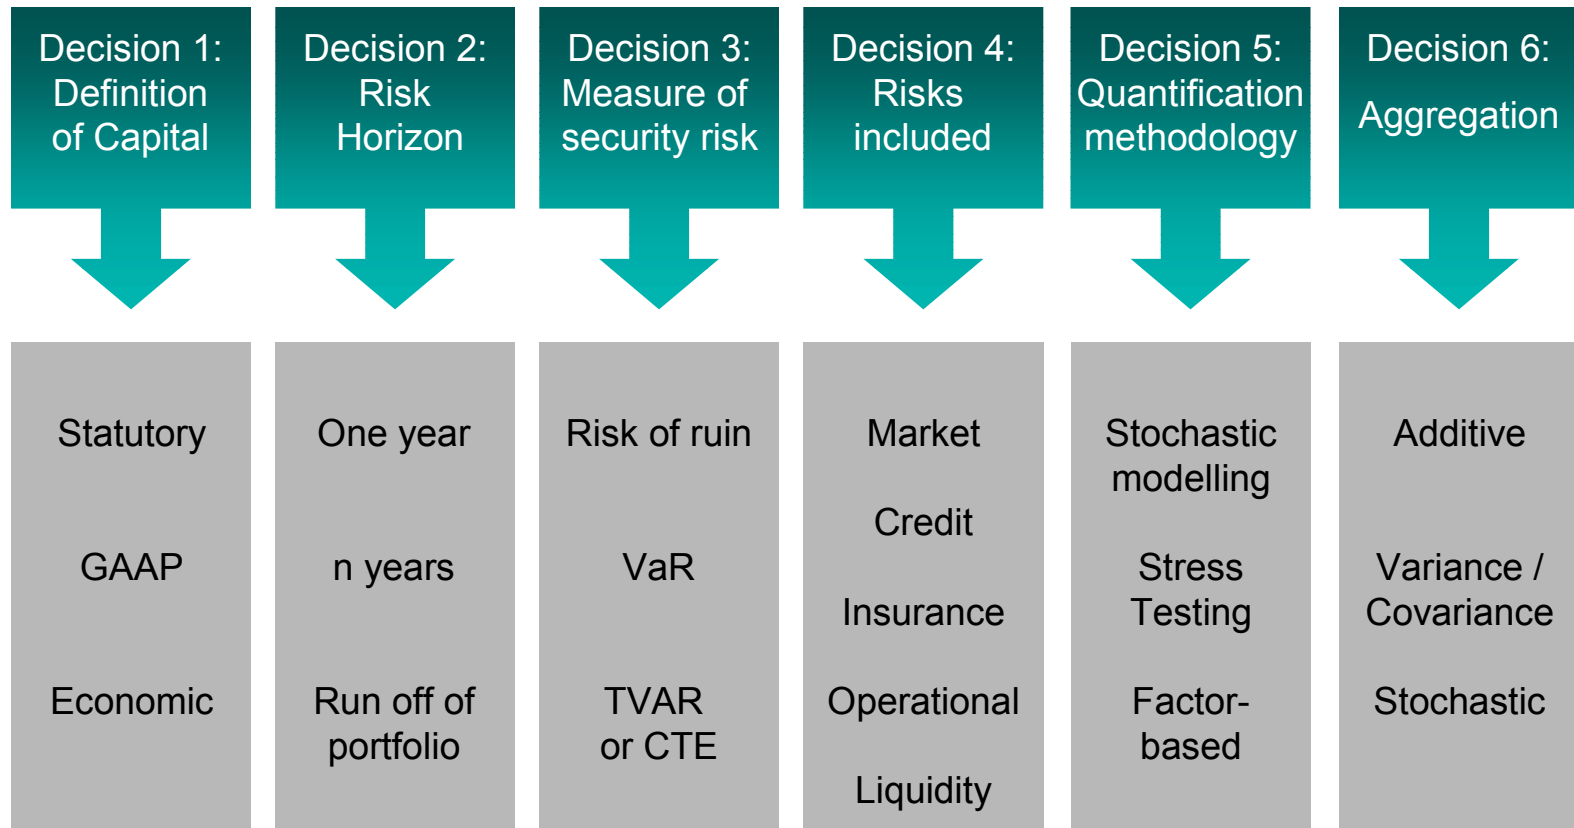 Decision 1:
Definition
of Capital
Decision 2:
Risk
Horizon
Decision 3:
Measure of
security risk
Decision 4:
Risks
included
Decision 5:
Quantification
methodology
Decision 6:
Aggregation
Statutory
GAAP
Economic
One year
n years
Run off of
portfolio
Risk of ruin
VaR
TVAR
or CTE
Market
Credit
Insurance
Operational
Liquidity
Stochastic
modelling
Stress
Testing
Factor-
based
Additive
Variance /
Covariance
Stochastic